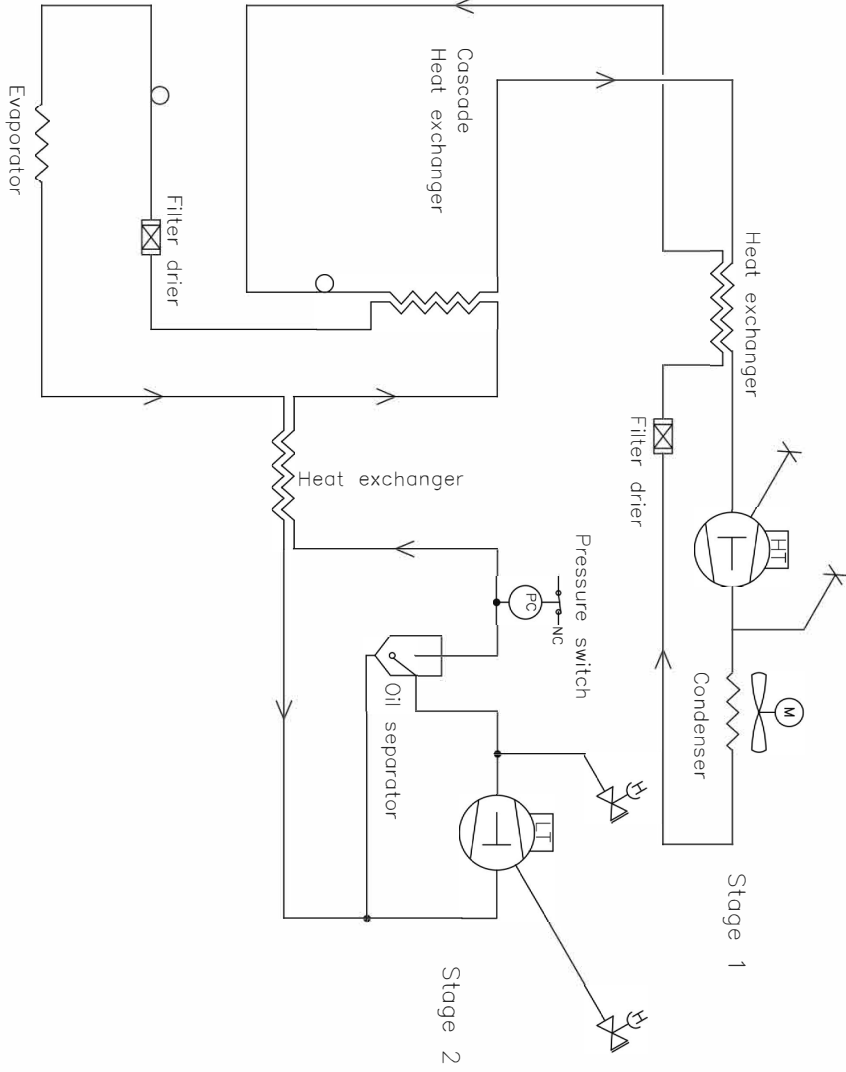 Stage 1
Heat exchanger
HT
M
Condenser
Filter drier
Cascade
Heat exchanger
Pressure switch
NC
PC
Heat exchanger
Oil separator
LT
H
H
Stage 2
Filter drier
Evaporator